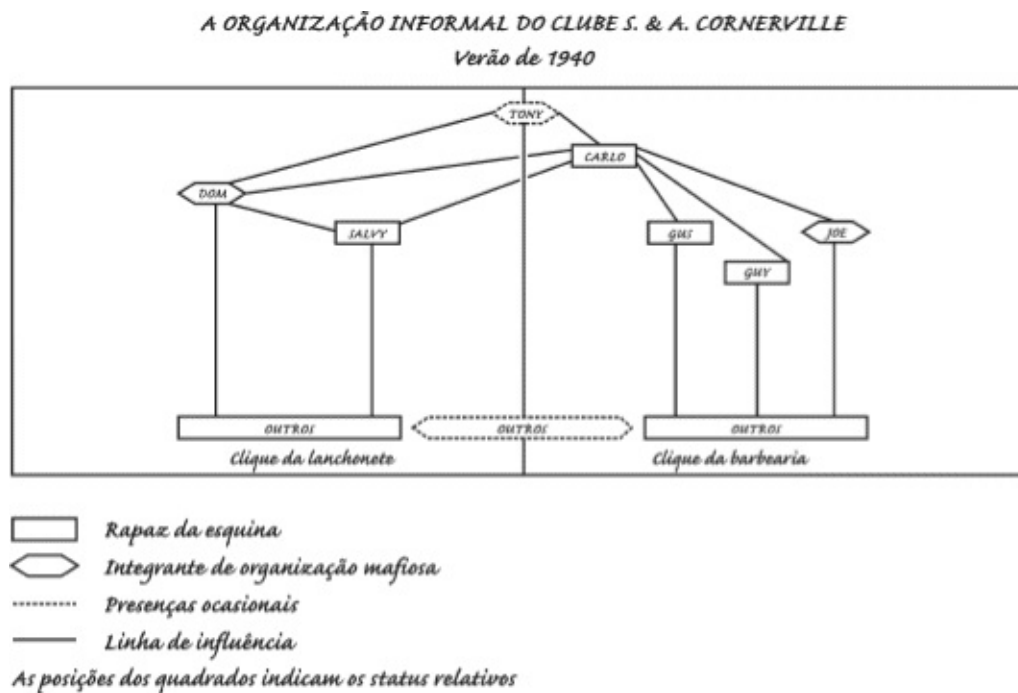 A ORGANIZAÇÃO INFORMAL DO CLUBE S. & A. CORNERVILLE
Verão de 1940
TONY
CARLO
DOM
SALVY
GUS
JOE
GUY
OUTROS
OUTROS
OUTROS
Clique da lanchonete
Clique da barbearia
Rapaz da esquina
Integrante de organização mafiosa
Presenças ocasionais
Linha de influência
As posições dos quadrados indicam os status relativos